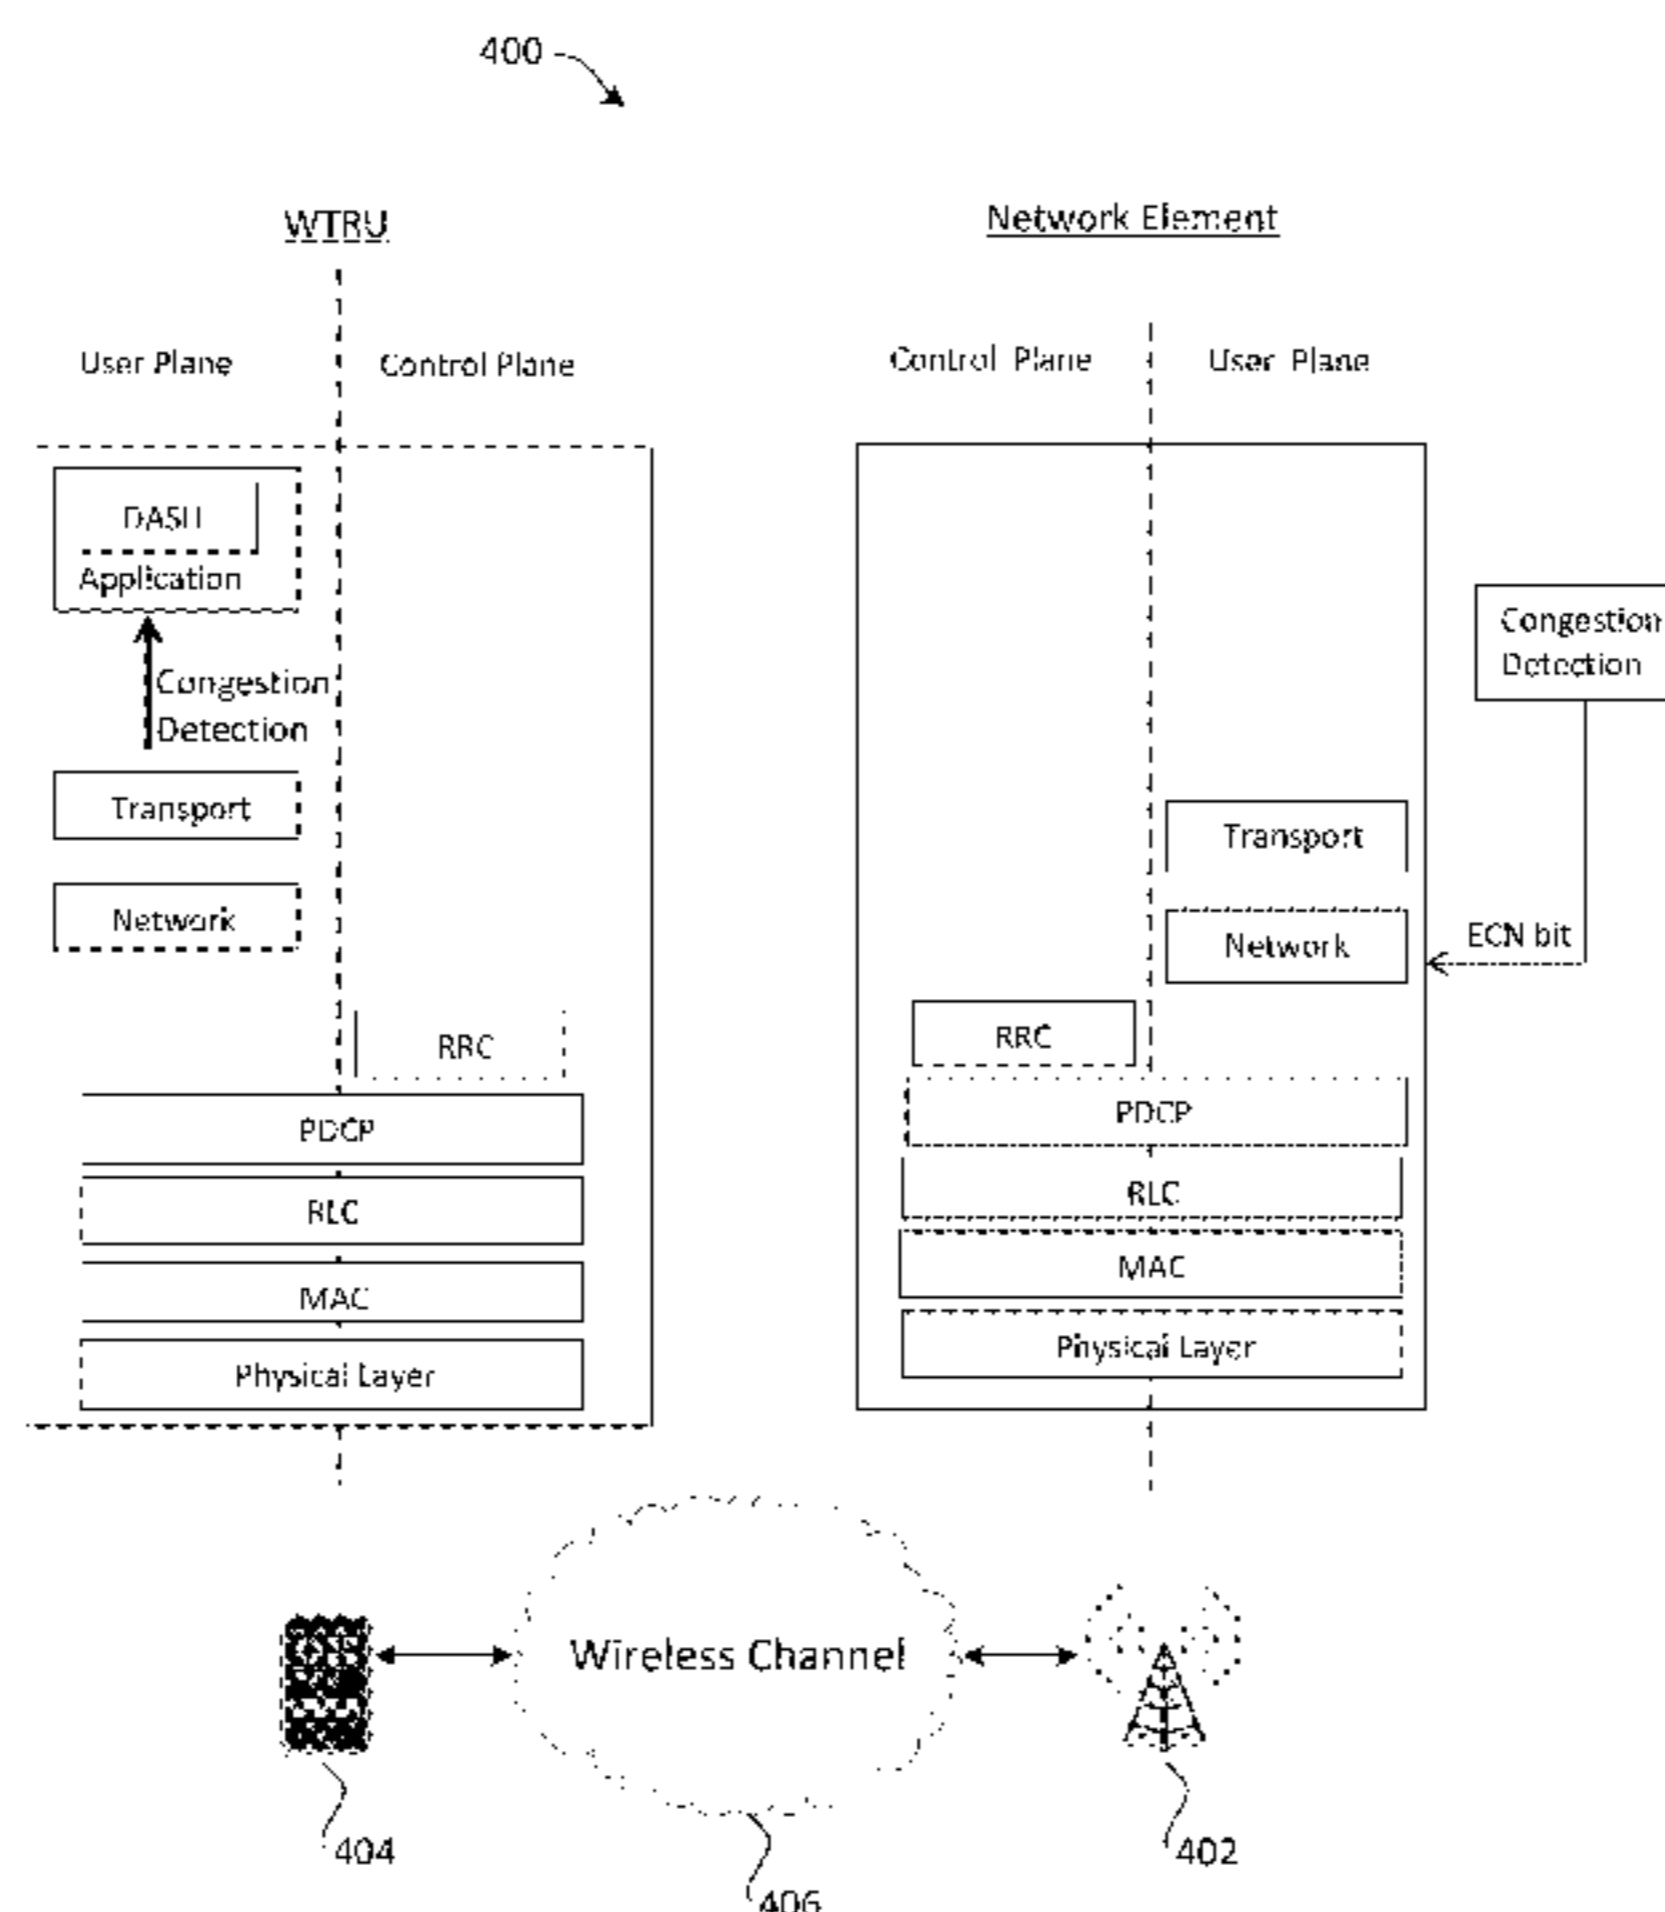 400
WTRU
Network Element
User Plane
Control Plane
Control Plane
User Plane
DASH
Application
Congestion
Detection
Transport
Network
RRC
PDCP
RLC
MAC
Physical Layer
Congestion
Detection
Transport
Network
ECN bit
RRC
PDCP
RLC
MAC
Physical Layer
Wireless Channel
404
402
406